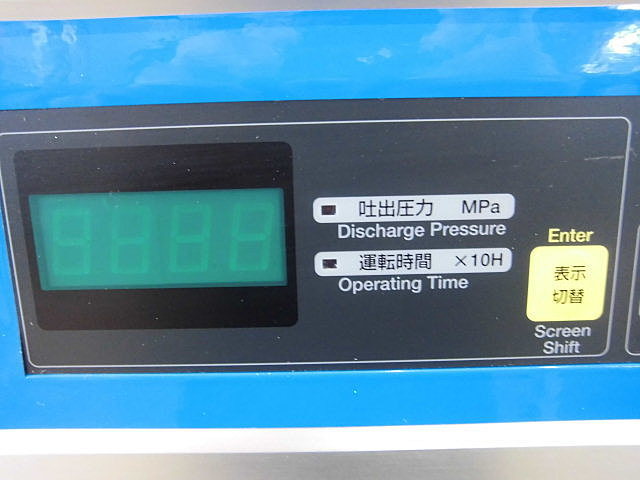 吐出圧力 MPa
Discharge Pressure
運転時間 ×10H
Operating Time
Enter
表示
切替
Screen
Shift